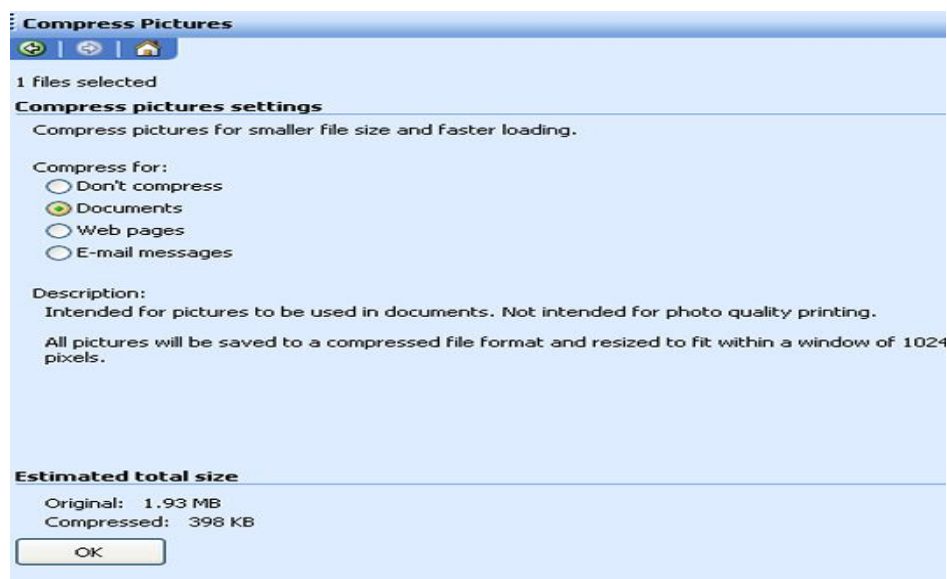 Compress Pictures
1 files selected
Compress pictures settings
Compress pictures for smaller file size and faster loading.
Compress for:
Don't compress
Documents
Web pages
E-mail messages
Description:
Intended for pictures to be used in documents. Not intended for photo quality printing.
All pictures will be saved to a compressed file format and resized to fit within a window of 1024
pixels.
Estimated total size
Original: 1.93 MB
Compressed: 398 KB
OK